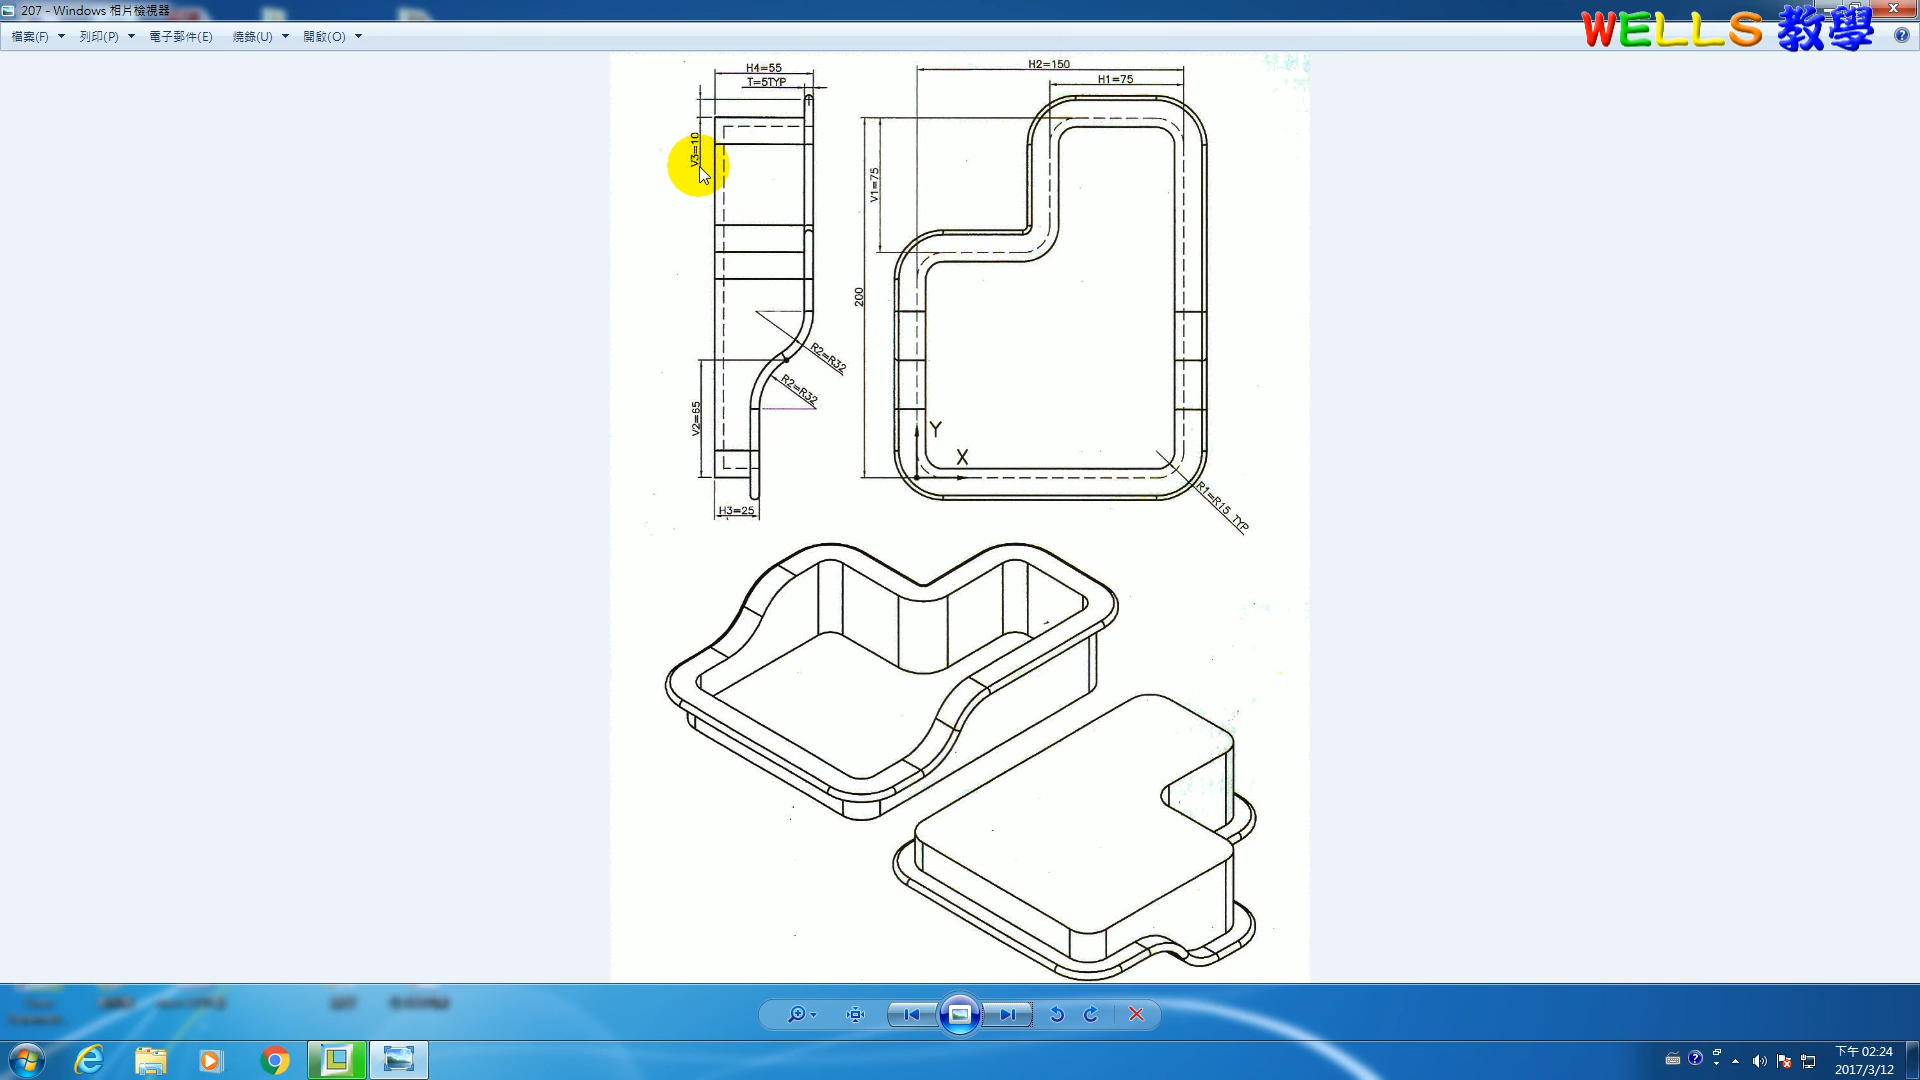 207 - Windows 相片檢視器
檔案(F) 列印(P) 電子郵件(E) 燒錄(U) 開啟(O)
WELLS 教學
H4=55
T=5TYP
V3=10
V2=65
H3=25
R2=R32
R2=R32
H2=150
H1=75
V1=75
200
Y
X
R1=R15 TYP
下午 02:24
2017/3/12